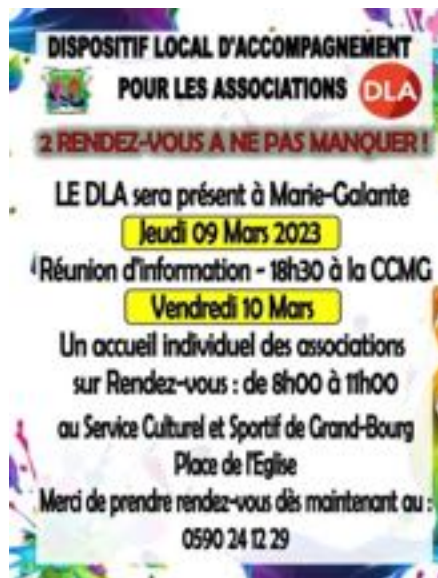 DISPOSITIF LOCAL D'ACCOMPAGNEMENT
POUR LES ASSOCIATIONS DLA
2 RENDEZ-VOUS A NE PAS MANQUER !
LE DLA sera présent à Marie-Galante
Jeudi 09 Mars 2023
Réunion d'information - 18h30 à la CCMG
Vendredi 10 Mars
Un accueil individuel des associations
sur Rendez-vous : de 8h00 à 11h00
au Service Culturel et Sportif de Grand-Bourg
Place de l'Eglise
Merci de prendre rendez-vous dès maintenant au :
0590 24 12 29